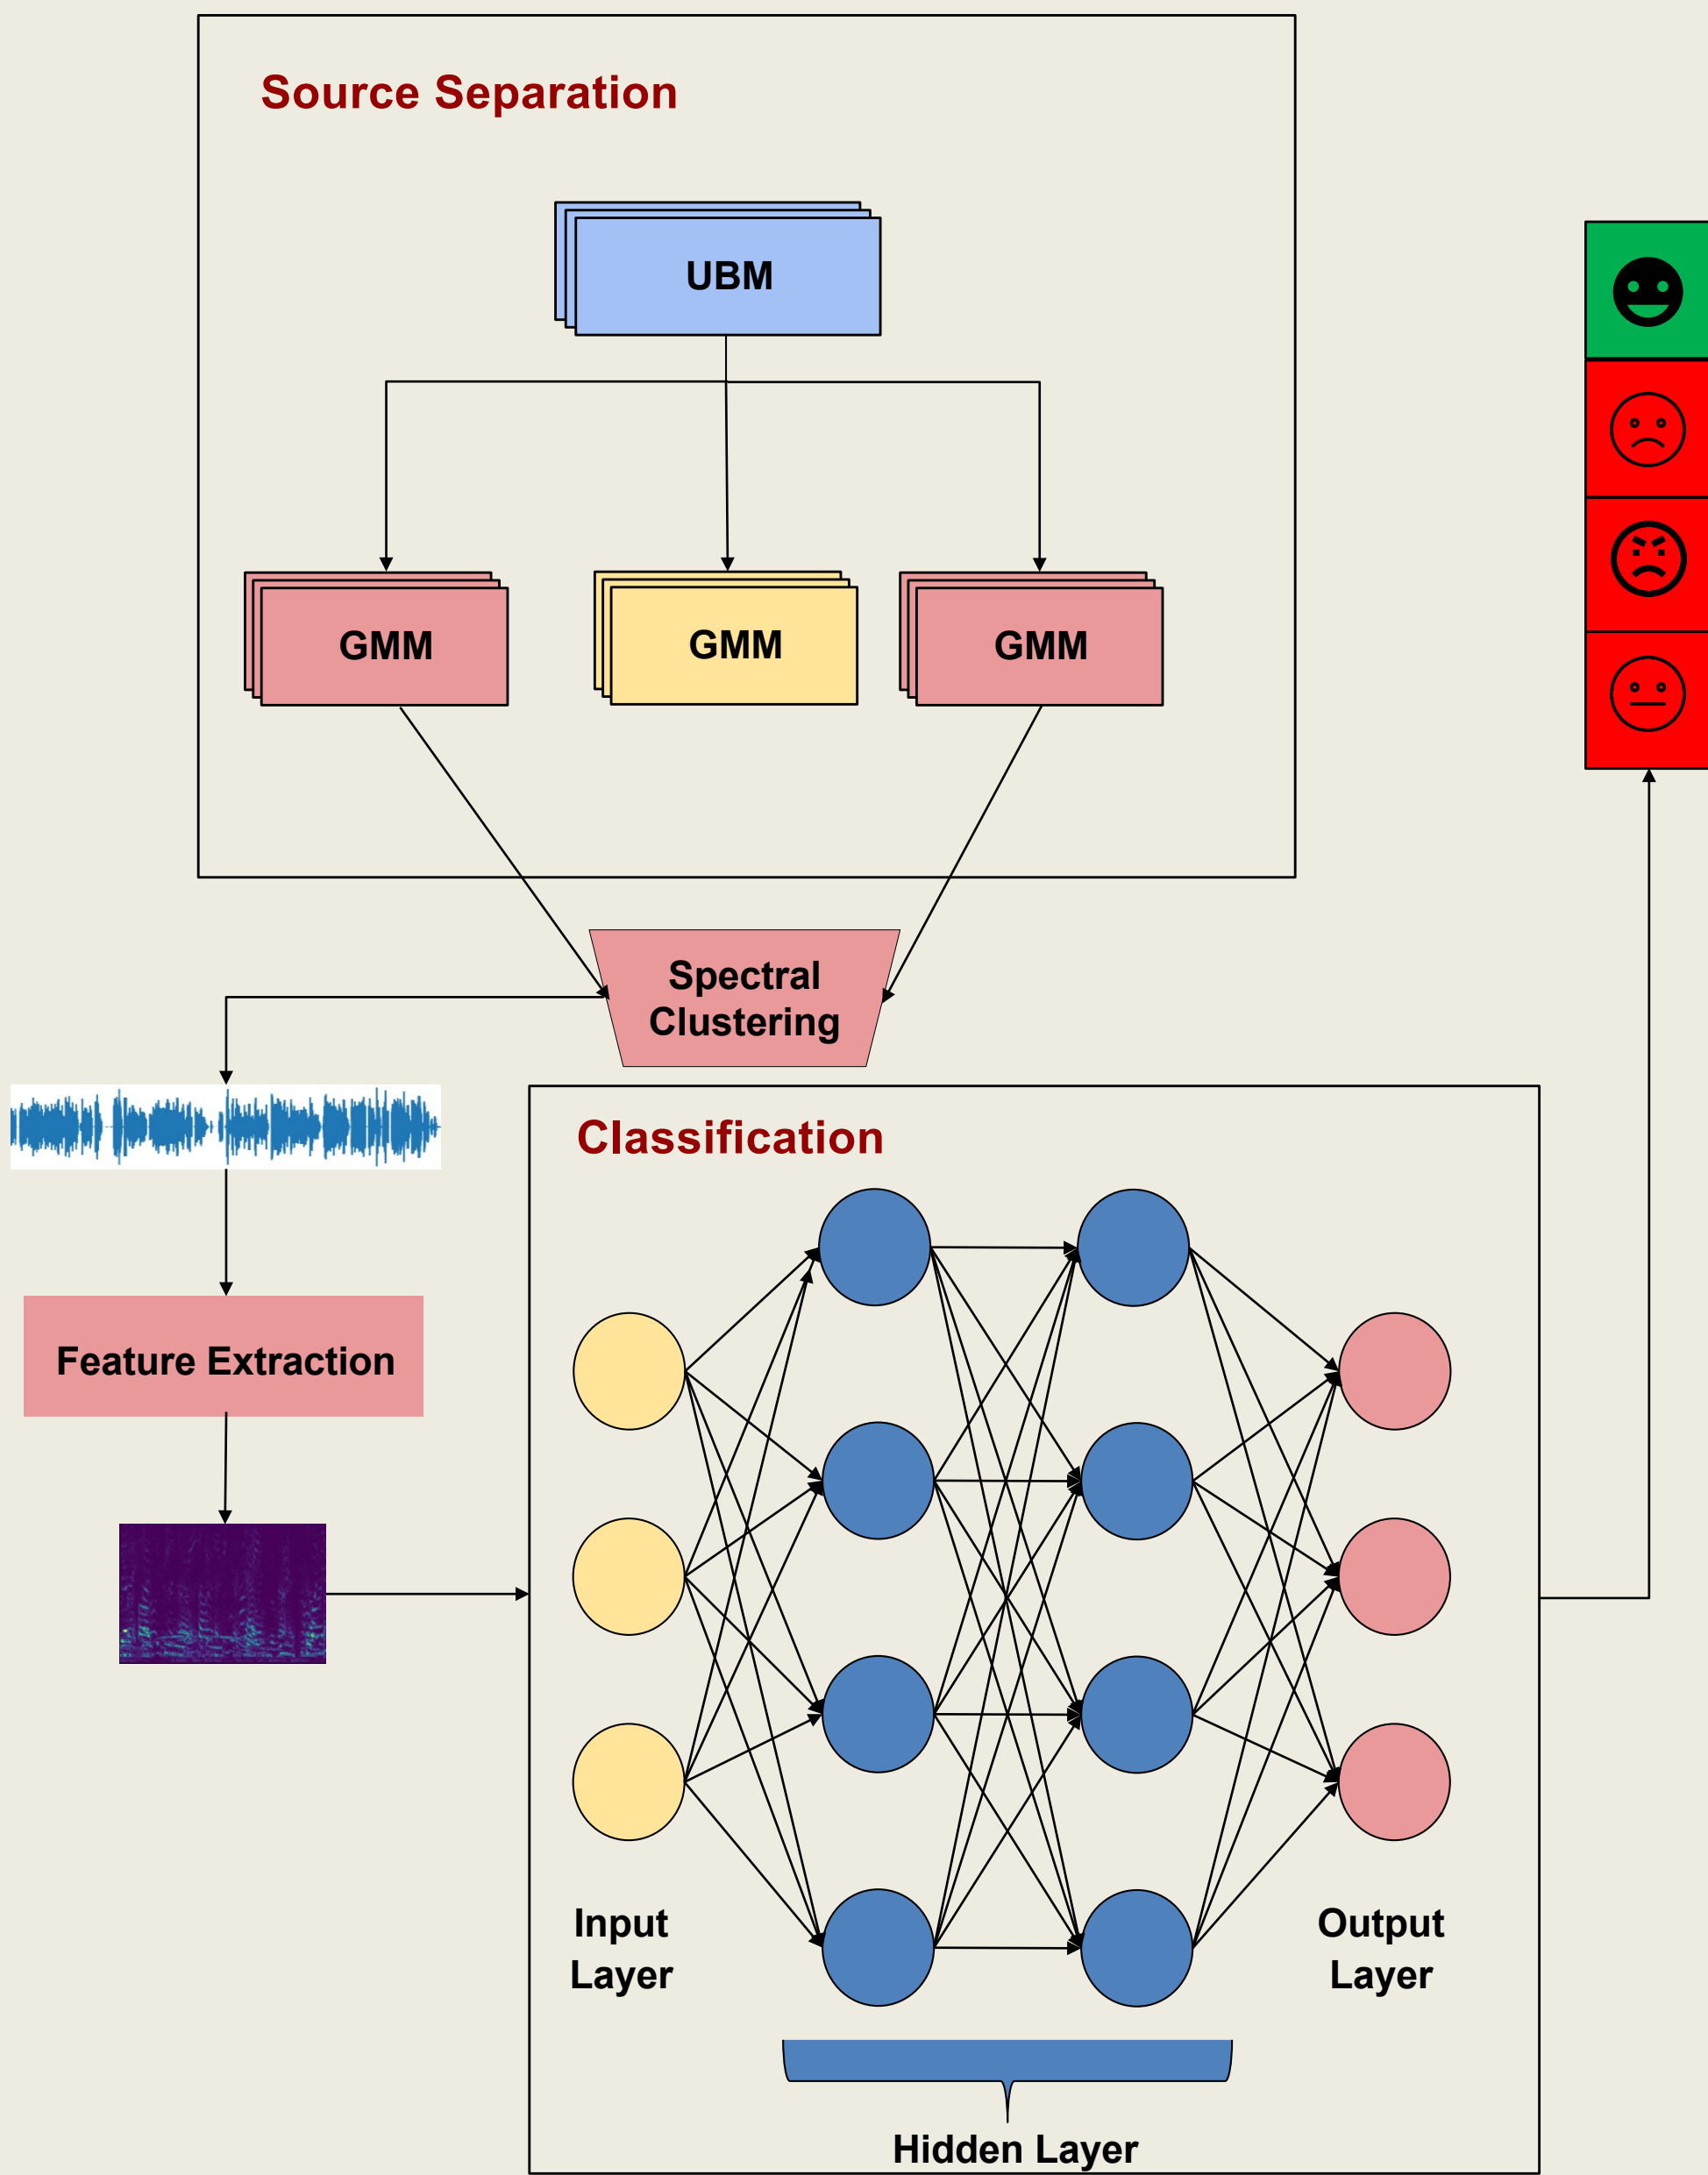 Source Separation
UBM
GMM
GMM
GMM
Spectral
Clustering
Classification
Feature Extraction
Input
Layer
Output
Layer
Hidden Layer